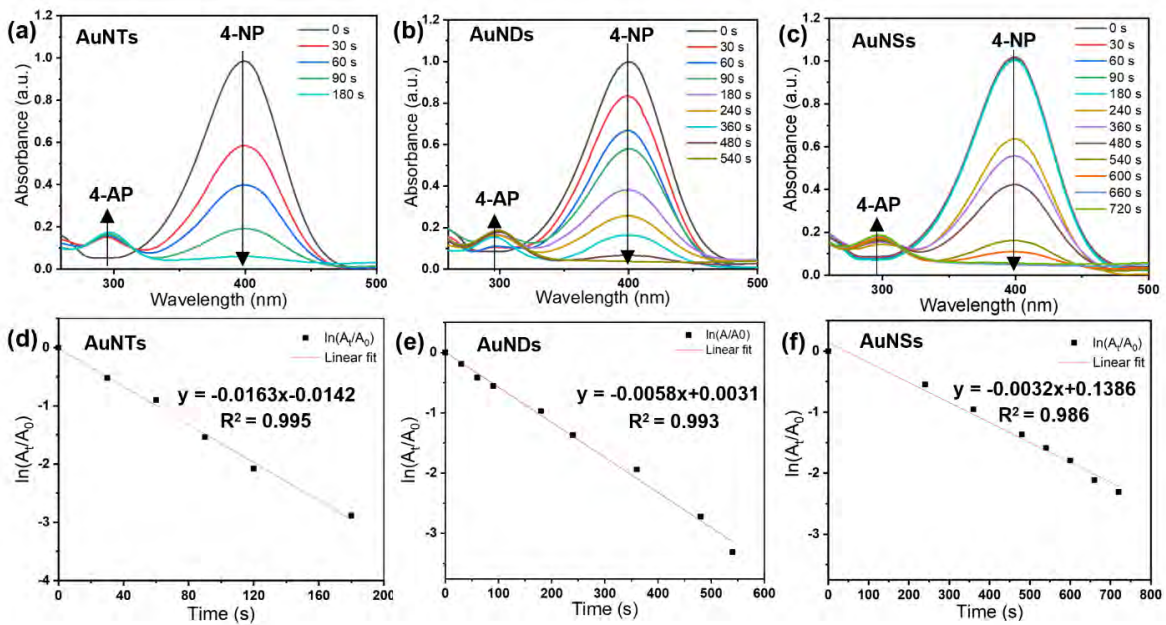 (a)
AuNTs
4-NP
0 s
30 s
60 s
90 s
180 s
4-AP
Absorbance (a.u.)
1.2
1.0
0.8
0.6
0.4
0.2
0.0
300
400
500
Wavelength (nm)
(b)
AuNDs
4-NP
0 s
30 s
60 s
90 s
180 s
240 s
360 s
480 s
540 s
4-AP
Absorbance (a.u.)
1.2
1.0
0.8
0.6
0.4
0.2
0.0
300
400
500
Wavelength (nm)
(c)
AuNSs
4-NP
0 s
30 s
60 s
90 s
180 s
240 s
360 s
480 s
540 s
600 s
660 s
720 s
4-AP
Absorbance (a.u.)
1.2
1.0
0.8
0.6
0.4
0.2
0.0
300
400
500
Wavelength (nm)
(d)
AuNTs
ln(At/A0)
Linear fit
y = -0.0163x-0.0142
R² = 0.995
ln(At/A0)
0
-1
-2
-3
-4
0
40
80
120
160
200
Time (s)
(e)
AuNDs
ln(A/A0)
Linear fit
y = -0.0058x+0.0031
R² = 0.993
ln(At/A0)
0
-1
-2
-3
0
100
200
300
400
500
600
Time (s)
(f)
AuNSs
ln(At/A0)
Linear fit
y = -0.0032x+0.1386
R² = 0.986
ln(At/A0)
1
0
-1
-2
-3
0
100
200
300
400
500
600
700
800
Time (s)